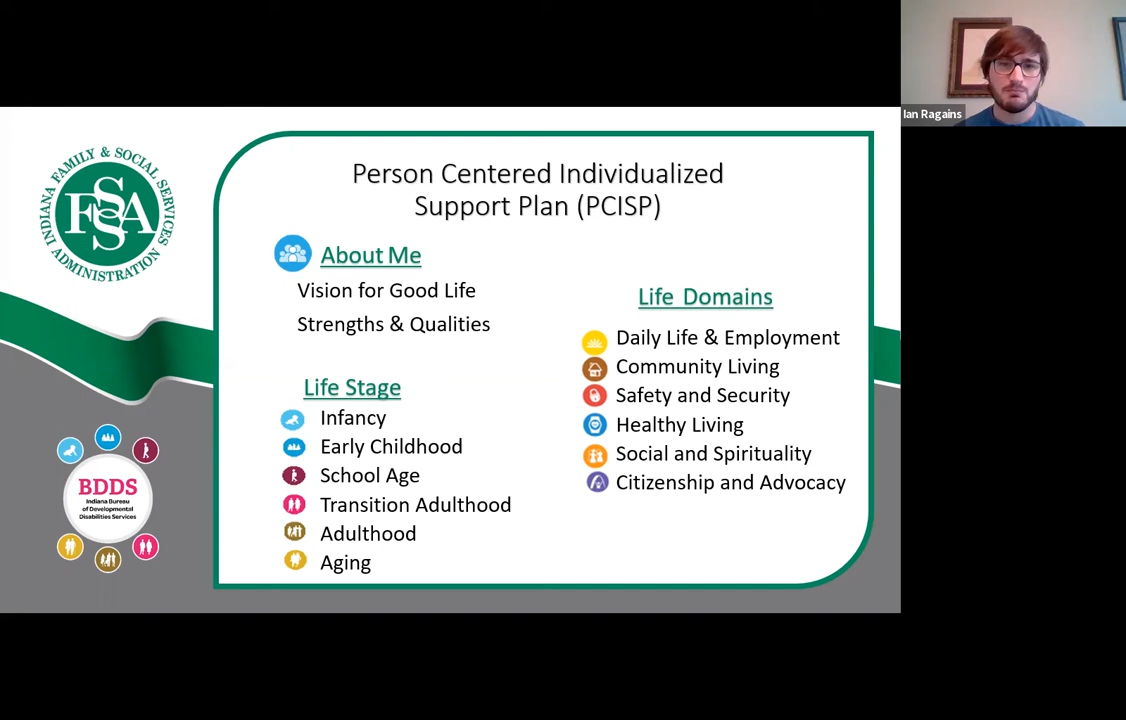 Ian Ragains
INDIANA FAMILY & SOCIAL SERVICES
ADMINISTRATION
FSSA
Person Centered Individualized
Support Plan (PCISP)
About Me
Vision for Good Life
Strengths & Qualities
Life Stage
Infancy
Early Childhood
School Age
Transition Adulthood
Adulthood
Aging
Life Domains
Daily Life & Employment
Community Living
Safety and Security
Healthy Living
Social and Spirituality
Citizenship and Advocacy
BDDS
Indiana Bureau
of Developmental
Disabilities Services